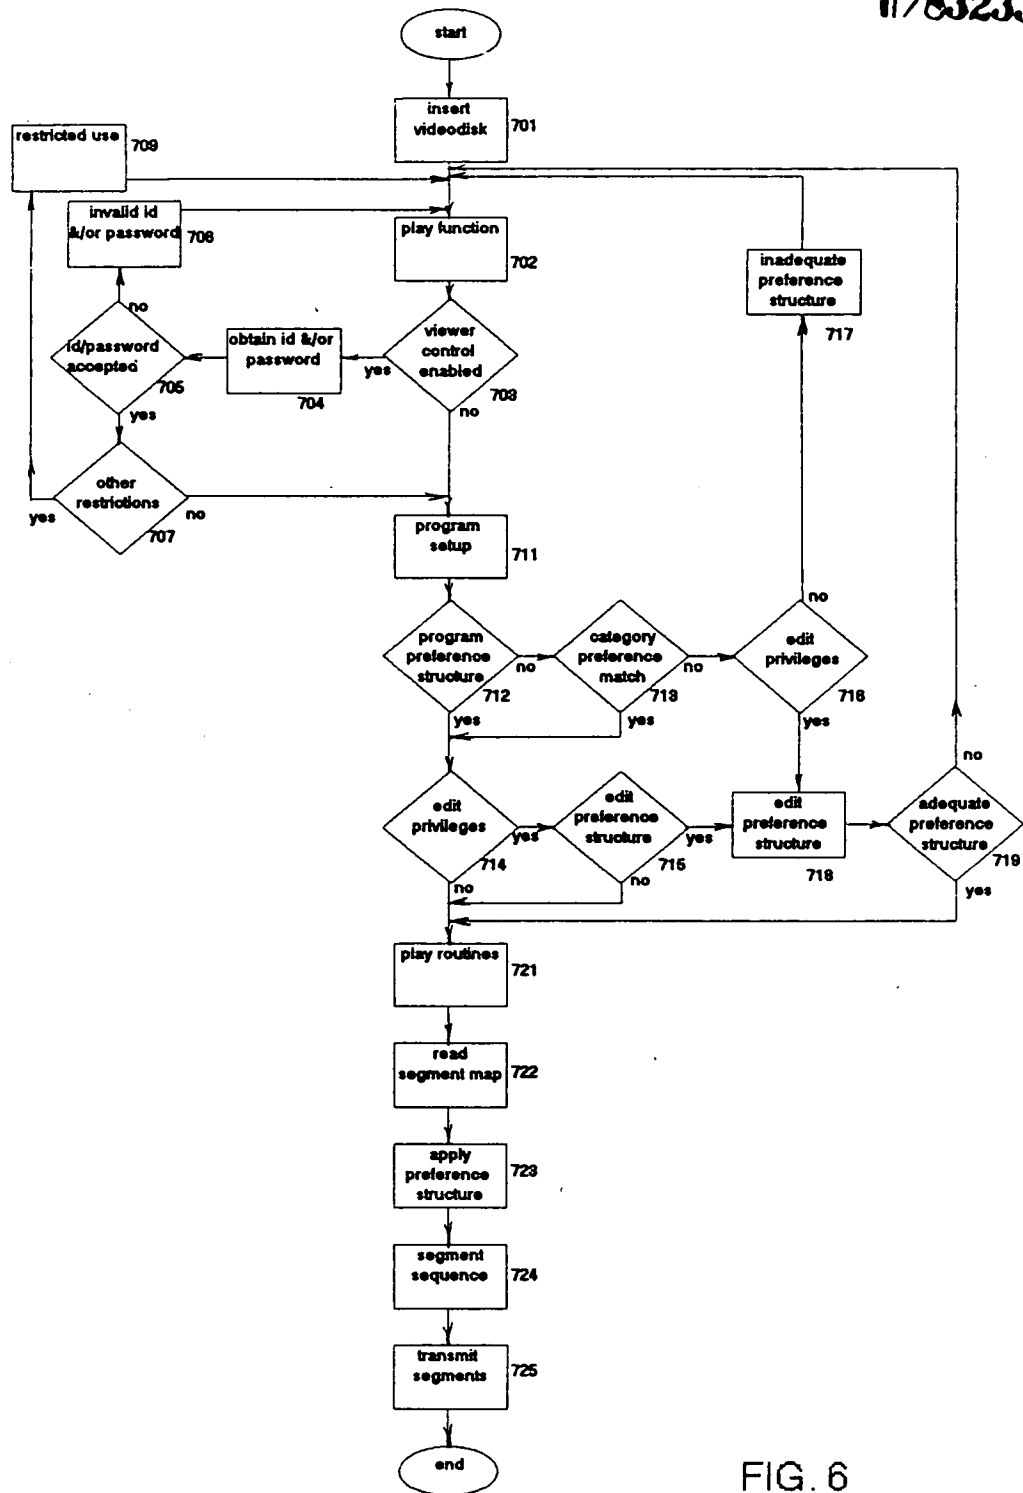 start
insert
videodisk
701
restricted use
709
invalid id
&/or password
706
play function
702
inadequate
preference
structure
717
no
id/password
accepted
705
yes
obtain id &/or
password
704
yes
viewer
control
enabled
703
no
other
restrictions
707
yes
no
program
setup
711
program
preference
structure
712
no
yes
category
preference
match
713
no
yes
edit
privileges
716
no
yes
edit
privileges
714
yes
no
edit
preference
structure
715
yes
no
edit
preference
structure
718
adequate
preference
structure
719
no
yes
play routines
721
read
segment map
722
apply
preference
structure
723
segment
sequence
724
transmit
segments
725
end
FIG. 6